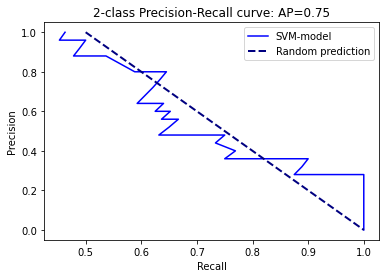 2-class Precision-Recall curve: AP=0.75
SVM-model
Random prediction
Precision
1.0
0.8
0.6
0.4
0.2
0.0
0.5
0.6
0.7
0.8
0.9
1.0
Recall